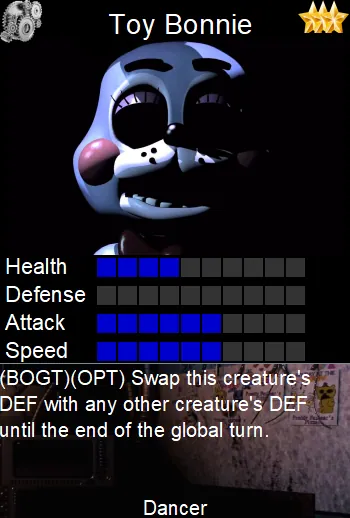 Toy Bonnie
Health
Defense
Attack
Speed
(BOGT)(OPT) Swap this creature's
DEF with any other creature's DEF
until the end of the global turn.
Dancer